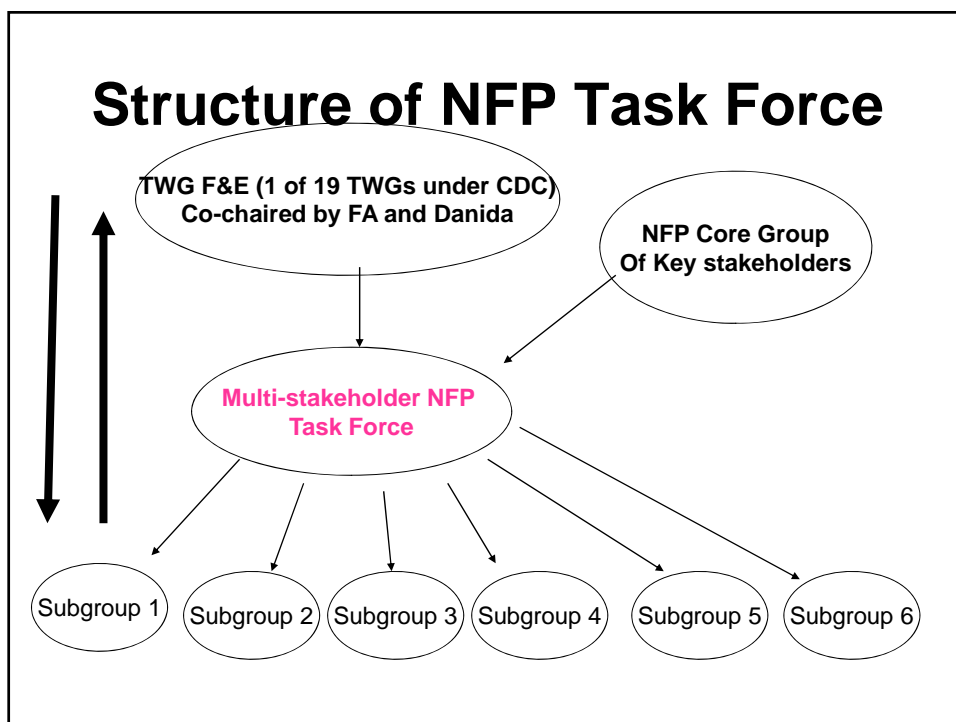 Structure of NFP Task Force
TWG F&E (1 of 19 TWGs under CDC)
Co-chaired by FA and Danida
NFP Core Group
Of Key stakeholders
Multi-stakeholder NFP
Task Force
Subgroup 1
Subgroup 2
Subgroup 3
Subgroup 4
Subgroup 5
Subgroup 6